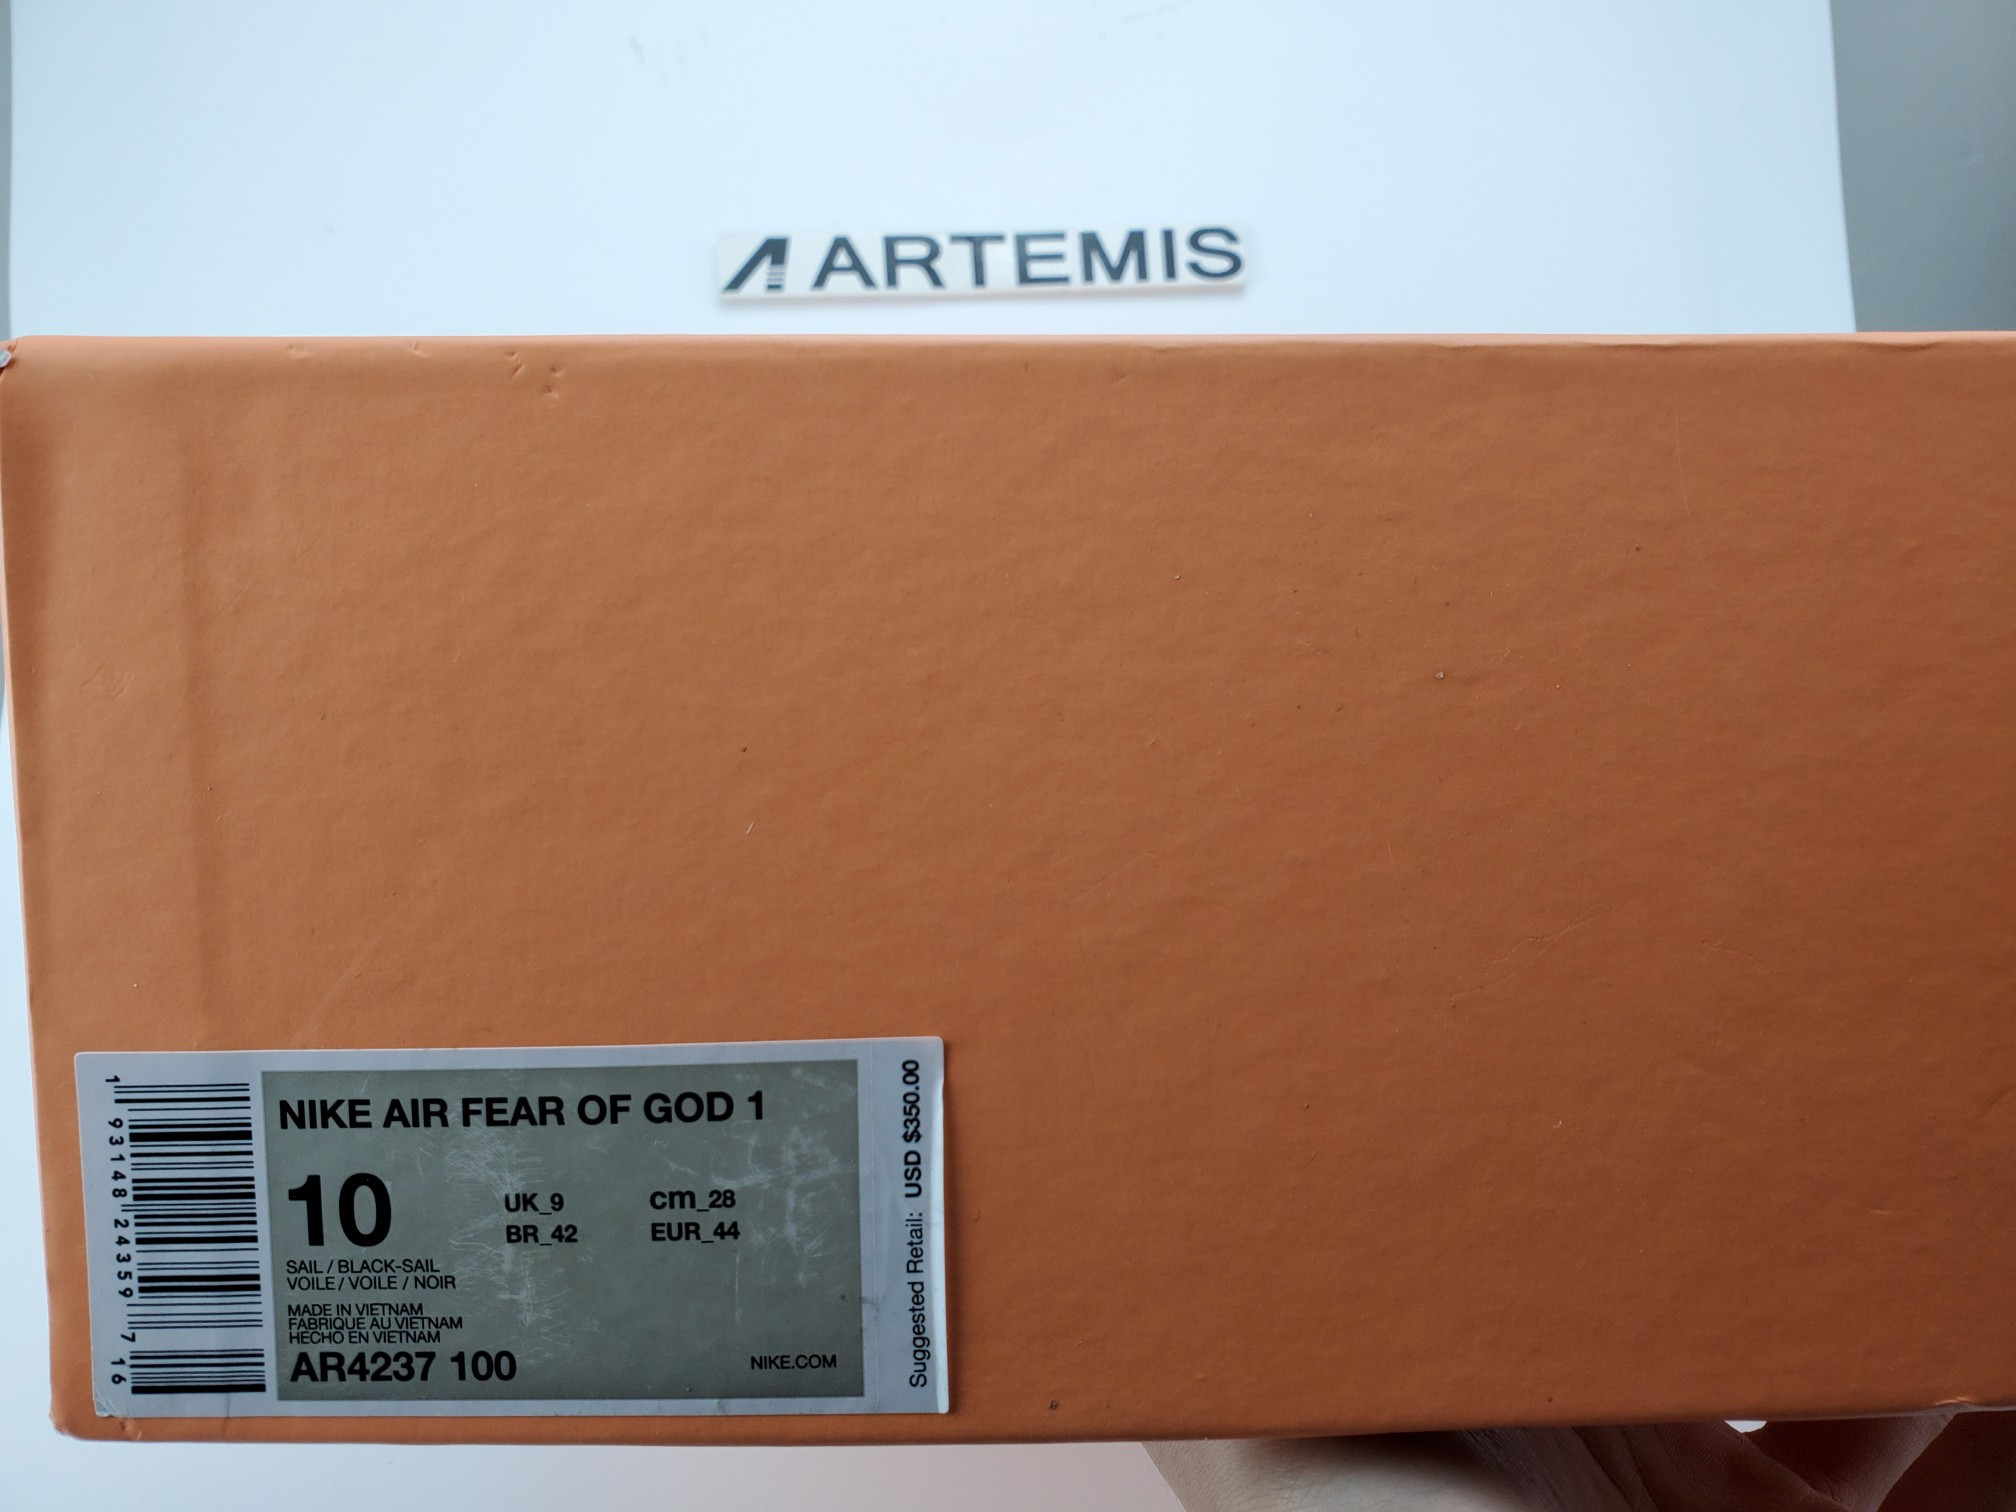 ARTEMIS
NIKE AIR FEAR OF GOD 1
10
UK_9
cm_28
BR_42
EUR_44
SAIL / BLACK-SAIL
VOILE / VOILE / NOIR
MADE IN VIETNAM
FABRIQUE AU VIETNAM
HECHO EN VIETNAM
AR4237 100
NIKE.COM
Suggested Retail: USD $350.00
1 93148 24359 7 16